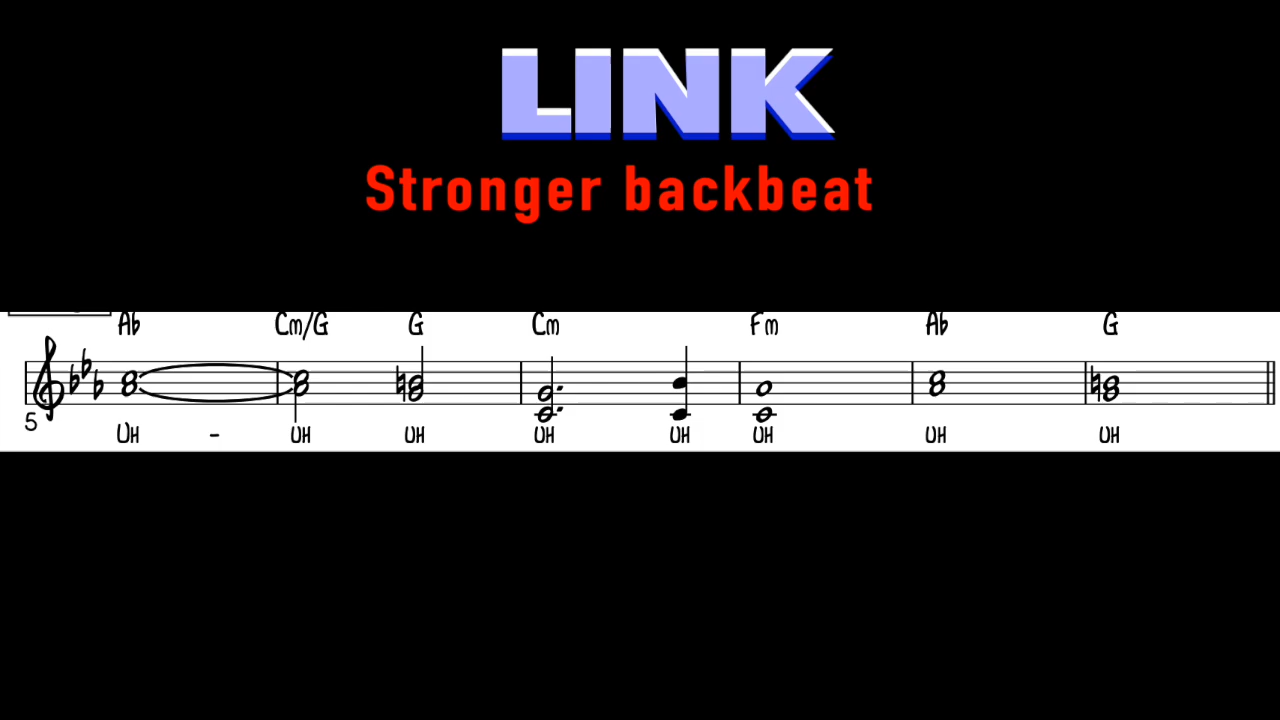 LINK
Stronger backbeat
Ab Cm/G G Cm Fm Ab G
5
UH - UH UH UH UH UH UH UH